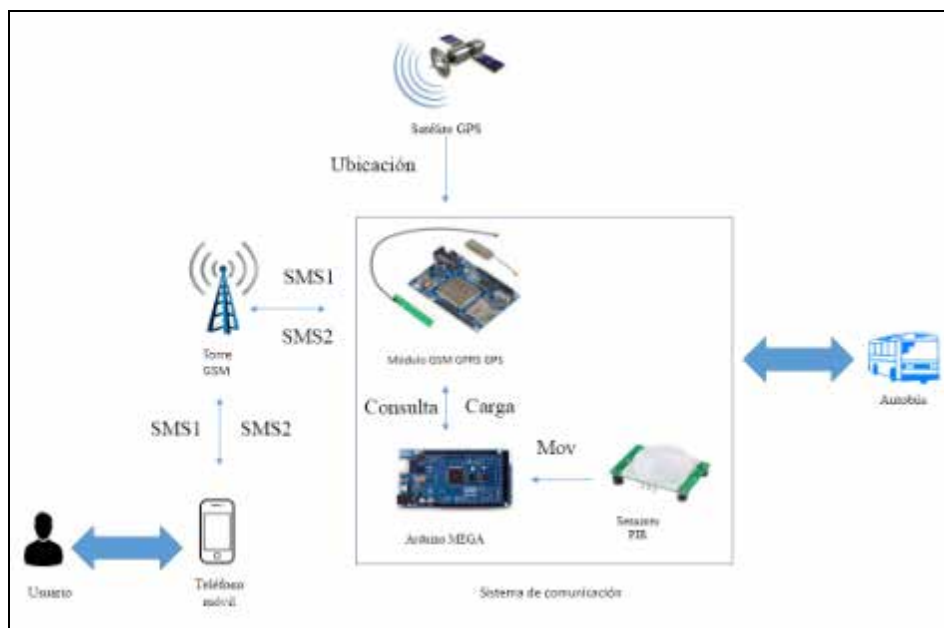 Satélite GPS
Ubicación
SMS1
SMS2
Torre
GSM
Módulo GSM GPRS GPS
Consulta
Carga
Autobús
SMS1
SMS2
Mov
Arduino MEGA
Sensores
PIR
Usuario
Teléfono
móvil
Sistema de comunicación